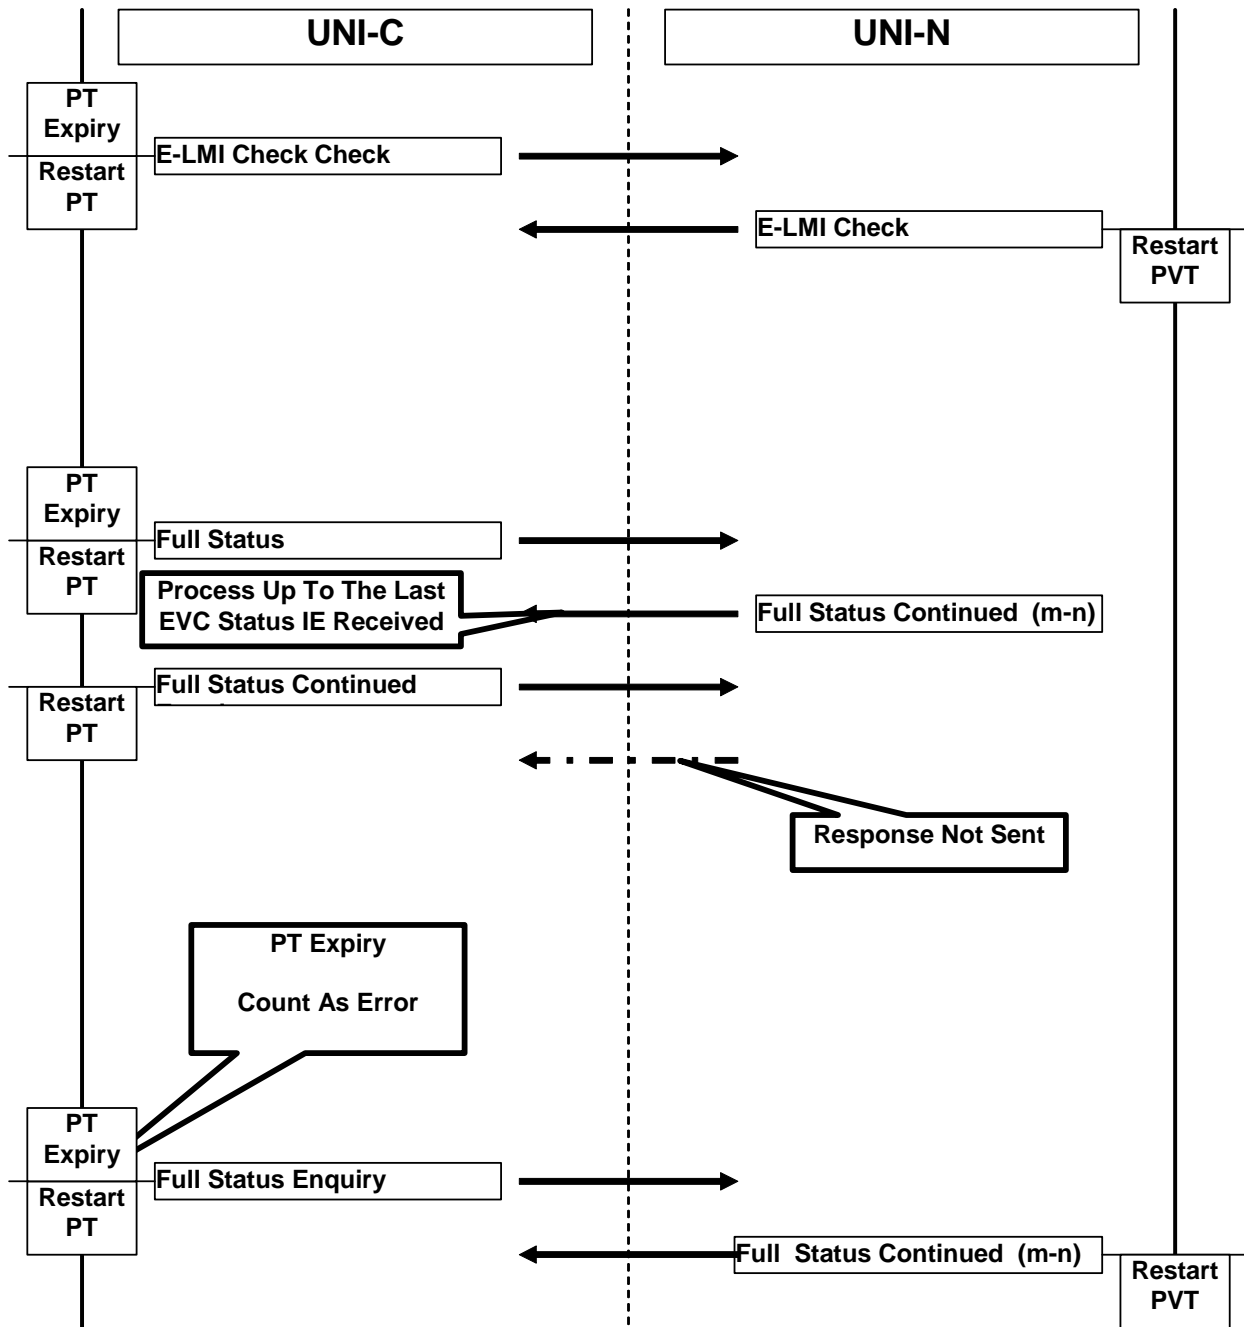 UNI-C
UNI-N
PT
Expiry
Restart
PT
E-LMI Check Check
E-LMI Check
Restart
PVT
PT
Expiry
Restart
PT
Full Status
Process Up To The Last
EVC Status IE Received
Full Status Continued (m-n)
Restart
PT
Full Status Continued
Response Not Sent
PT Expiry
Count As Error
PT
Expiry
Restart
PT
Full Status Enquiry
Full Status Continued (m-n)
Restart
PVT